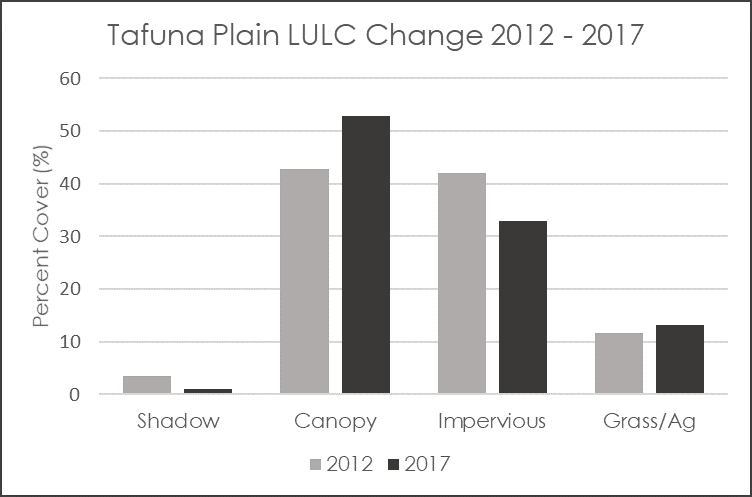 Tafuna Plain LULC Change 2012 - 2017
Percent Cover (%)
60
50
40
30
20
10
0
Shadow Canopy Impervious Grass/Ag
2012 2017